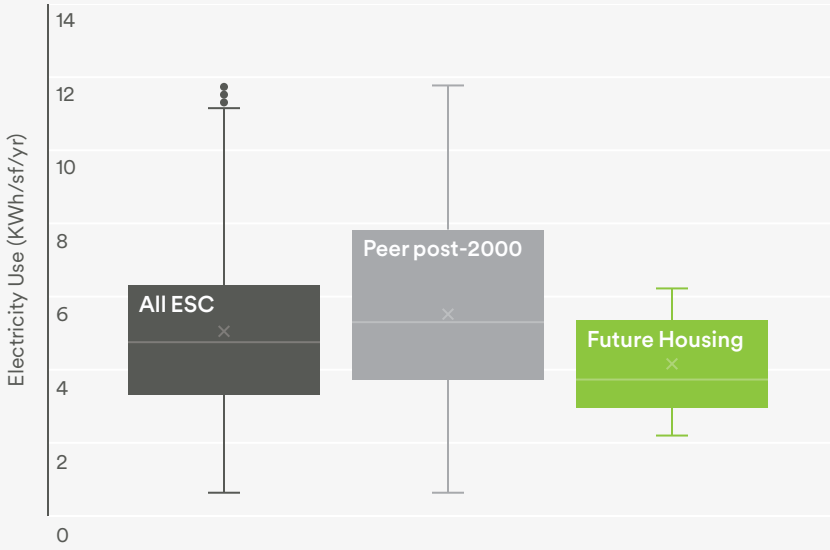 14
12
10
8
6
4
2
0
Electricity Use (KWh/sf/yr)
All ESC
Peer post-2000
Future Housing